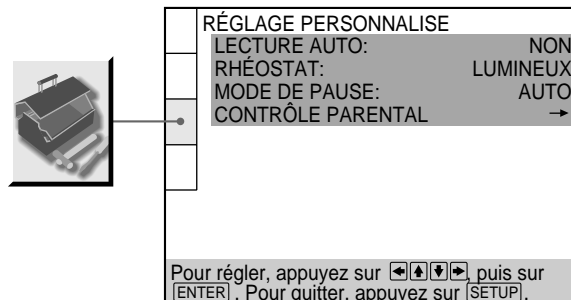 RÉGLAGE PERSONNALISE
LECTURE AUTO: NON
RHÉOSTAT: LUMINEUX
MODE DE PAUSE: AUTO
CONTRÔLE PARENTAL →
Pour régler, appuyez sur ←↑↓→, puis sur
ENTER . Pour quitter, appuyez sur SETUP .